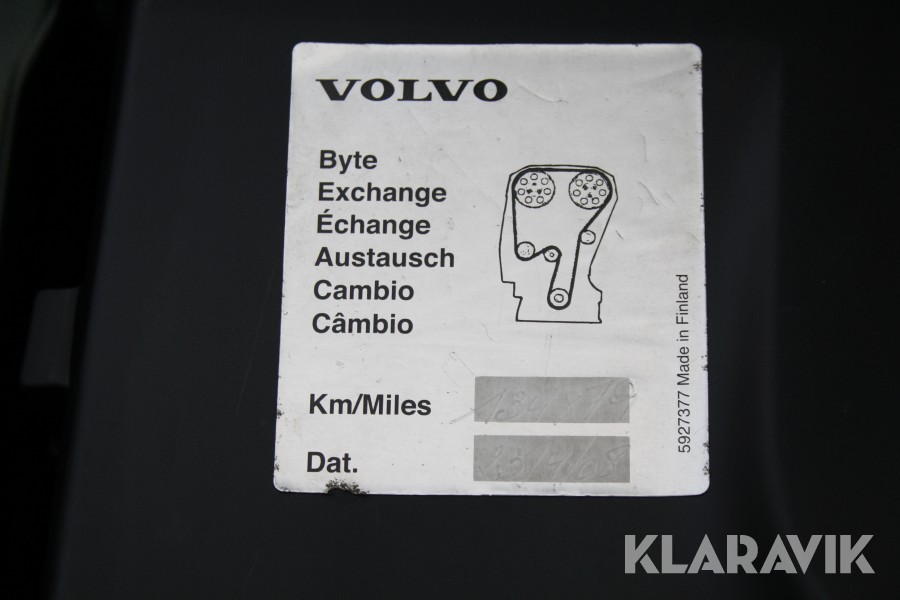 VOLVO
Byte
Exchange
Échange
Austausch
Cambio
Câmbio
Km/Miles
Dat.
5927377 Made in Finland
KLARAVIK